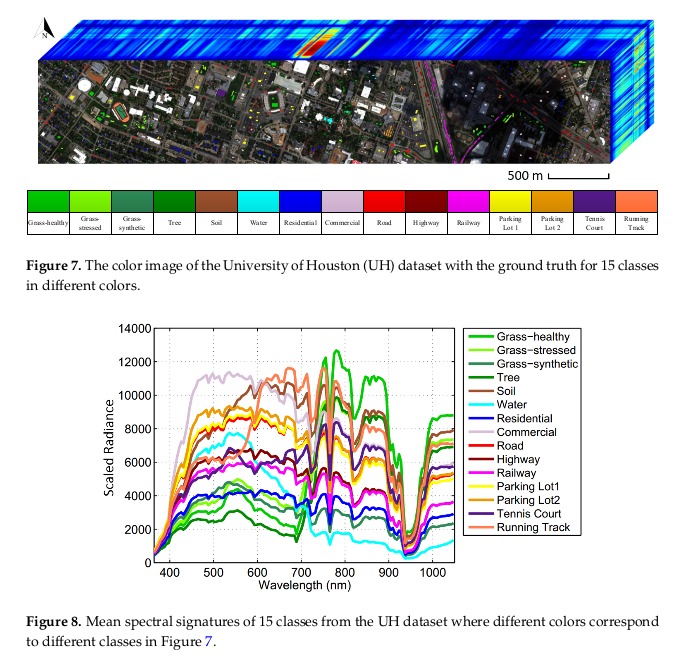 N
500 m
Grass-healthy
Grass-
stressed
Grass-
synthetic
Tree
Soil
Water
Residential
Commercial
Road
Highway
Railway
Parking
Lot 1
Parking
Lot 2
Tennis
Court
Running
Track
Figure 7. The color image of the University of Houston (UH) dataset with the ground truth for 15 classes
in different colors.
14000
12000
10000
8000
6000
4000
2000
0
Scaled Radiance
400 500 600 700 800 900 1000
Wavelength (nm)
Grass−healthy
Grass−stressed
Grass−synthetic
Tree
Soil
Water
Residential
Commercial
Road
Highway
Railway
Parking Lot1
Parking Lot2
Tennis Court
Running Track
Figure 8. Mean spectral signatures of 15 classes from the UH dataset where different colors correspond
to different classes in Figure 7.